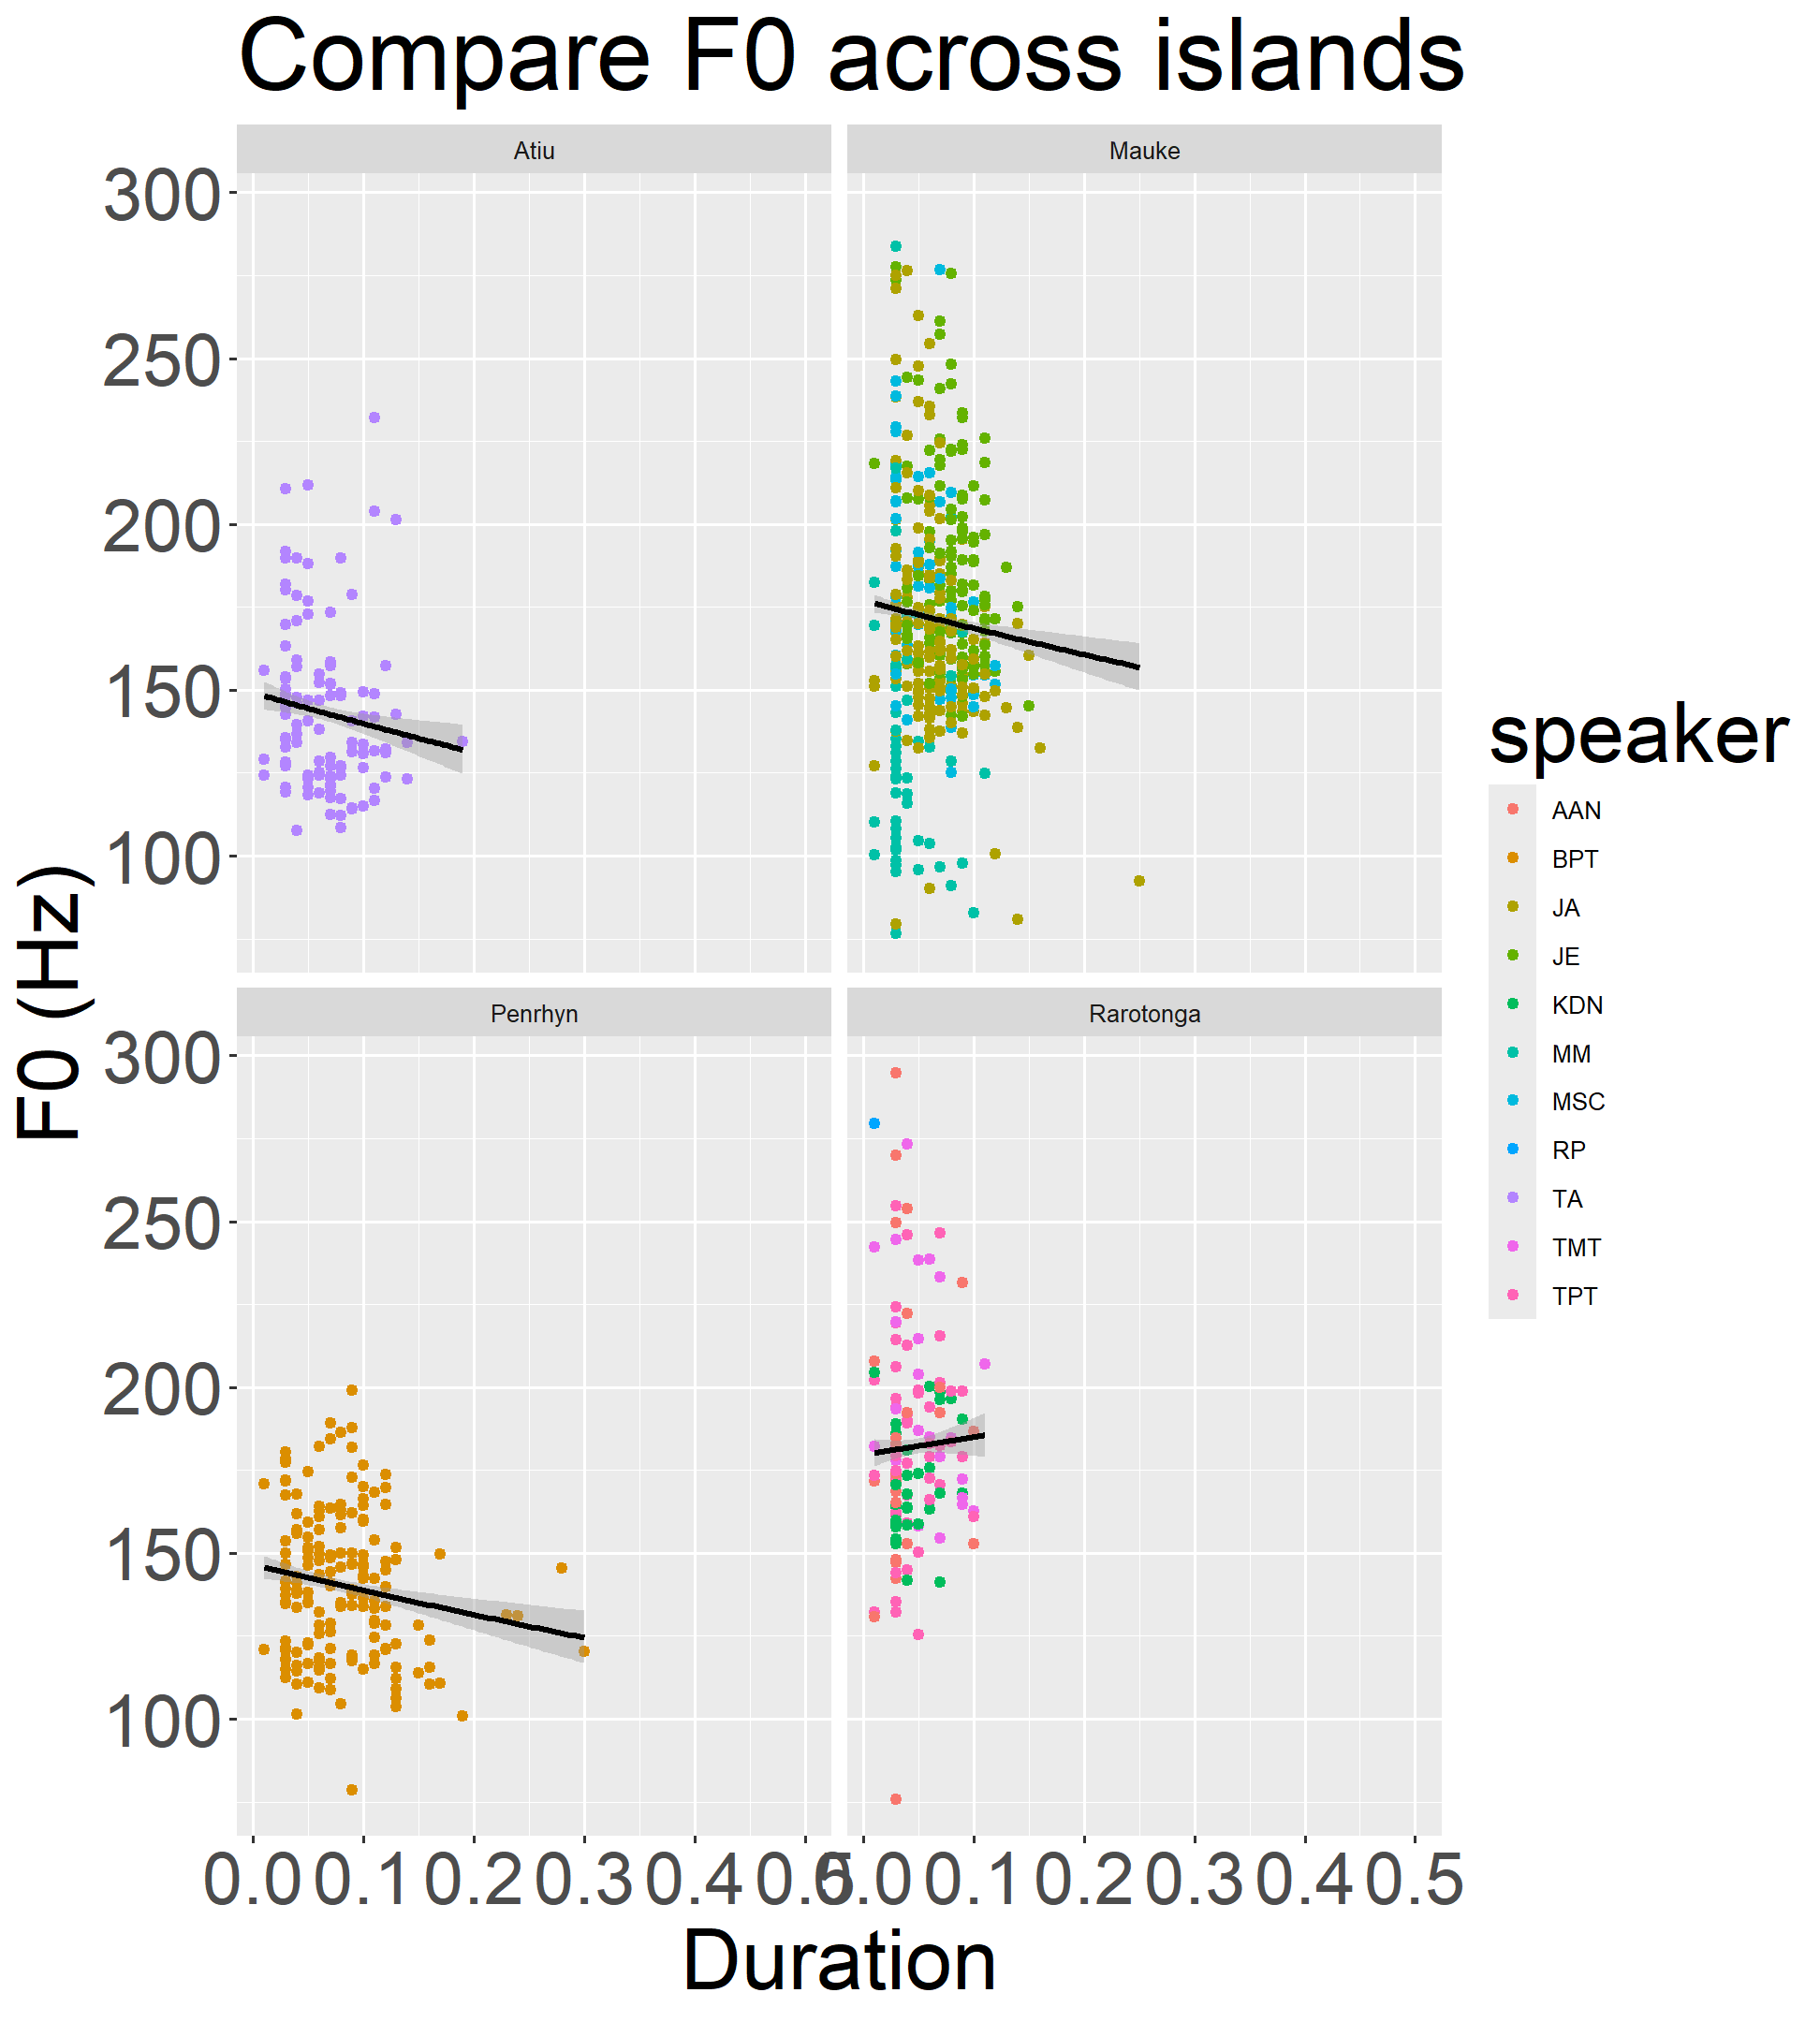 Compare F0 across islands
Atiu
Mauke
300
250
200
150
100
Penrhyn
Rarotonga
300
250
200
150
100
0.0 0.1 0.2 0.3 0.4 0.5 0.0 0.1 0.2 0.3 0.4 0.5
Duration
F0 (Hz)
speaker
AAN
BPT
JA
JE
KDN
MM
MSC
RP
TA
TMT
TPT